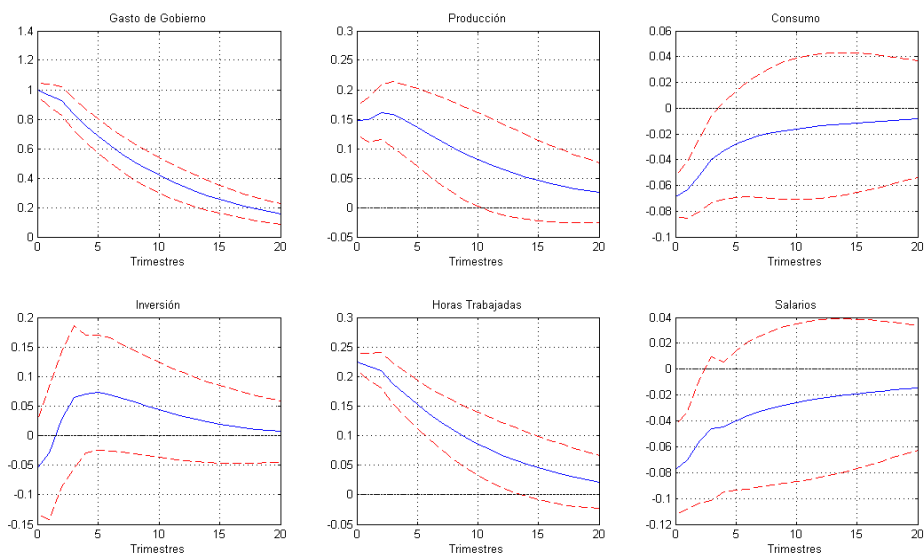 Gasto de Gobierno
1.4
1.2
1
0.8
0.6
0.4
0.2
0
0 5 10 15 20
Trimestres
Producción
0.3
0.25
0.2
0.15
0.1
0.05
0
-0.05
0 5 10 15 20
Trimestres
Consumo
0.06
0.04
0.02
0
-0.02
-0.04
-0.06
-0.08
-0.1
0 5 10 15 20
Trimestres
Inversión
0.2
0.15
0.1
0.05
0
-0.05
-0.1
-0.15
0 5 10 15 20
Trimestres
Horas Trabajadas
0.3
0.25
0.2
0.15
0.1
0.05
0
-0.05
0 5 10 15 20
Trimestres
Salarios
0.04
0.02
0
-0.02
-0.04
-0.06
-0.08
-0.1
-0.12
0 5 10 15 20
Trimestres